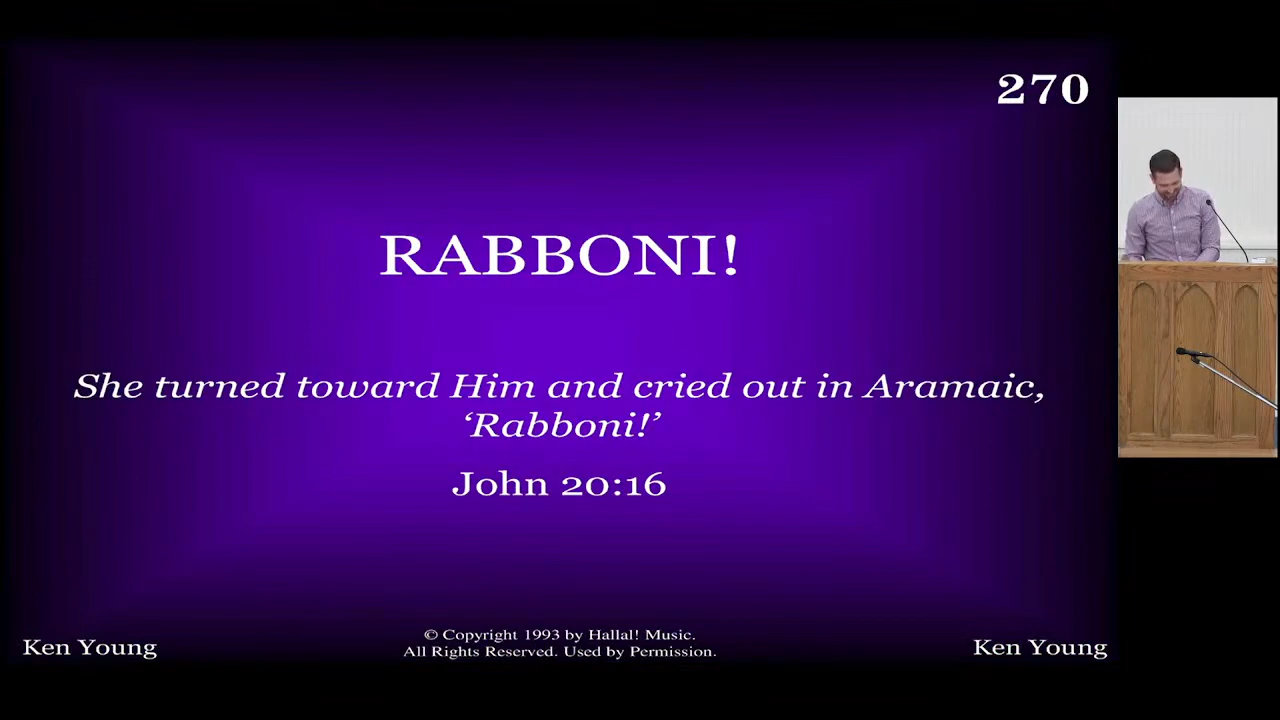 270
RABBONI!
She turned toward Him and cried out in Aramaic,
‘Rabboni!’
John 20:16
Ken Young
© Copyright 1993 by Hallal! Music.
All Rights Reserved. Used by Permission.
Ken Young